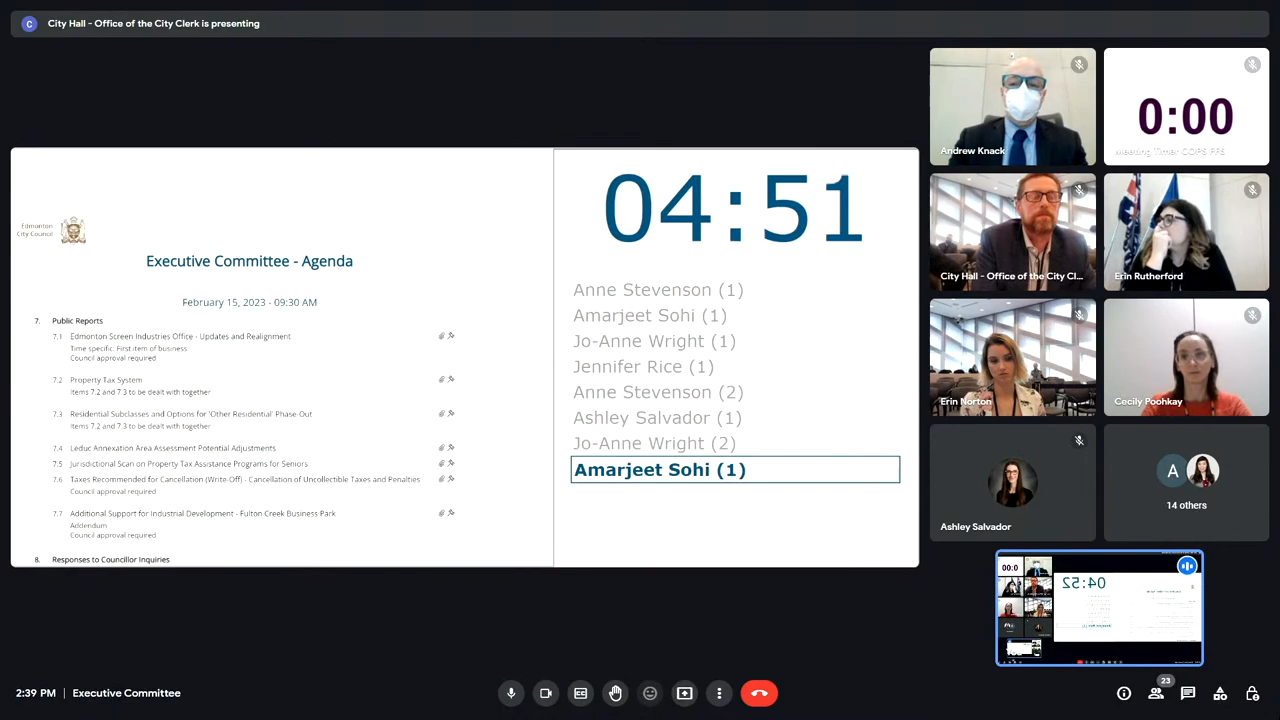 C
City Hall - Office of the City Clerk is presenting
Edmonton
City Council
Executive Committee - Agenda
February 15, 2023 - 09:30 AM
7. Public Reports
7.1 Edmonton Screen Industries Office - Updates and Realignment
Time specific: First item of business
Council approval required
7.2 Property Tax System
Items 7.2 and 7.3 to be dealt with together
7.3 Residential Subclasses and Options for 'Other Residential' Phase-Out
Items 7.2 and 7.3 to be dealt with together
7.4 Leduc Annexation Area Assessment Potential Adjustments
7.5 Jurisdictional Scan on Property Tax Assistance Programs for Seniors
7.6 Taxes Recommended for Cancellation (Write-Off) - Cancellation of Uncollectible Taxes and Penalties
Council approval required
7.7 Additional Support for Industrial Development - Fulton Creek Business Park
Addendum
Council approval required
8. Responses to Councillor Inquiries
04:51
Anne Stevenson (1)
Amarjeet Sohi (1)
Jo-Anne Wright (1)
Jennifer Rice (1)
Anne Stevenson (2)
Ashley Salvador (1)
Jo-Anne Wright (2)
Amarjeet Sohi (1)
Andrew Knack
0:00
Meeting Timer COPS FPS
City Hall - Office of the City Cl...
Erin Rutherford
Erin Norton
Cecily Poohkay
Ashley Salvador
A
14 others
00:0
04:52
2:39 PM | Executive Committee
23